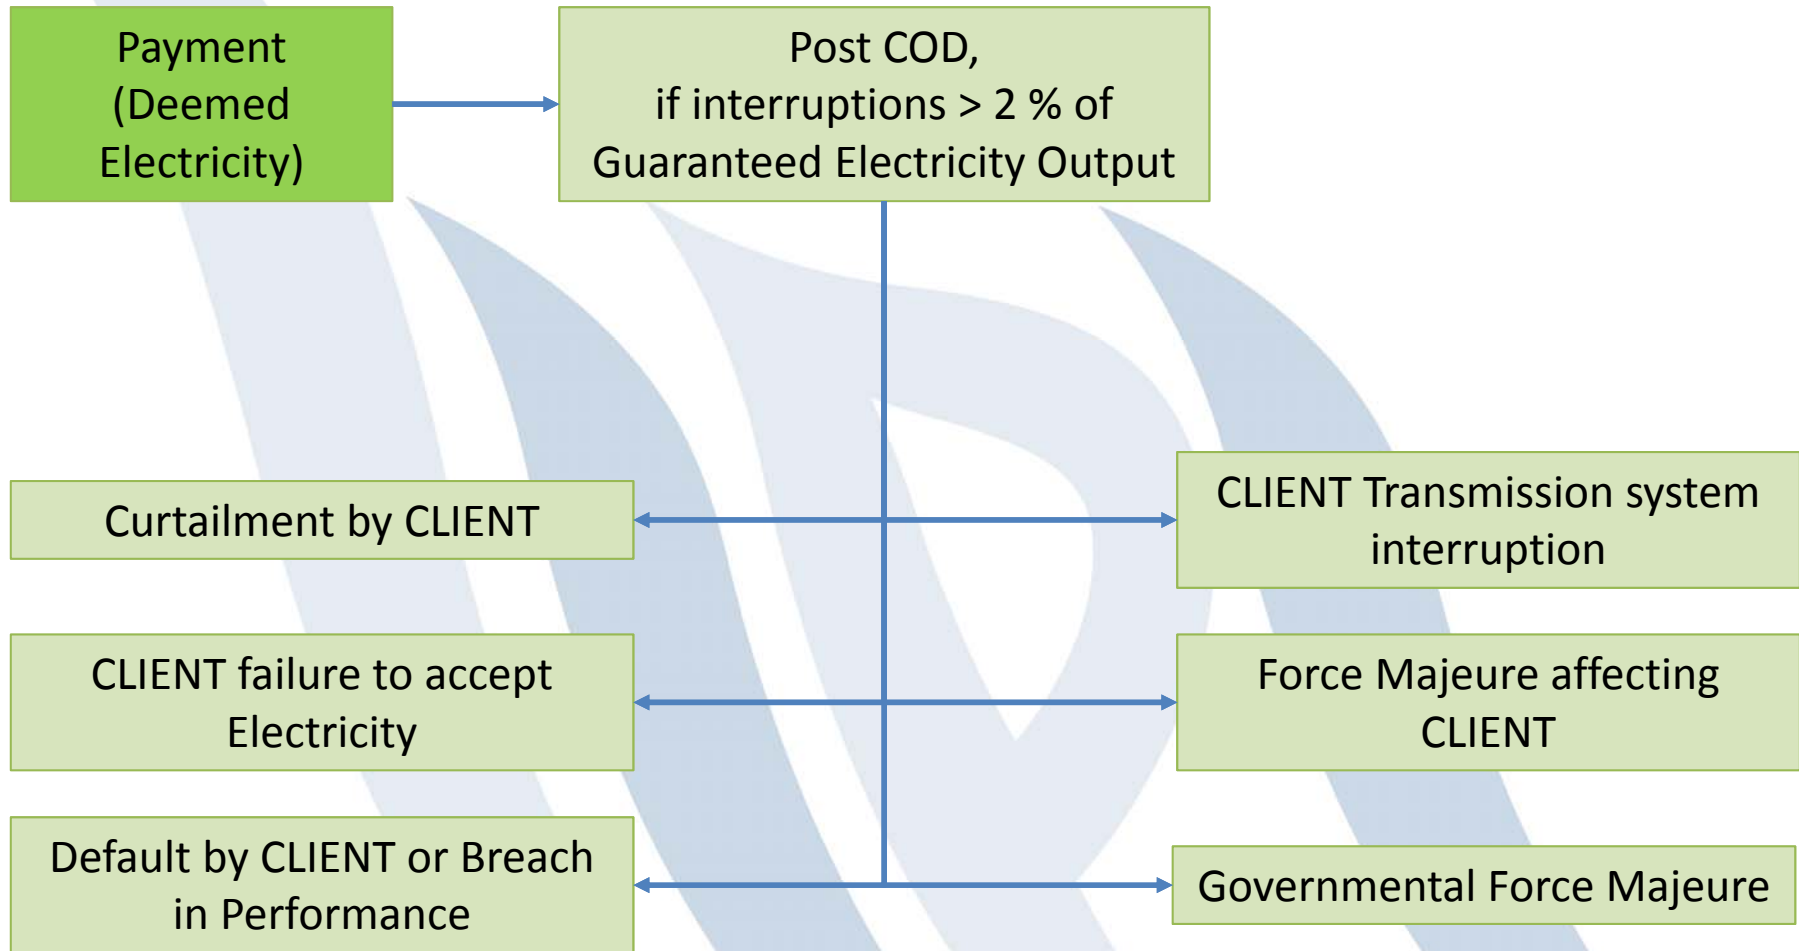 Payment
(Deemed
Electricity)
Post COD,
if interruptions > 2 % of
Guaranteed Electricity Output
Curtailment by CLIENT
CLIENT Transmission system
interruption
CLIENT failure to accept
Electricity
Force Majeure affecting
CLIENT
Default by CLIENT or Breach
in Performance
Governmental Force Majeure